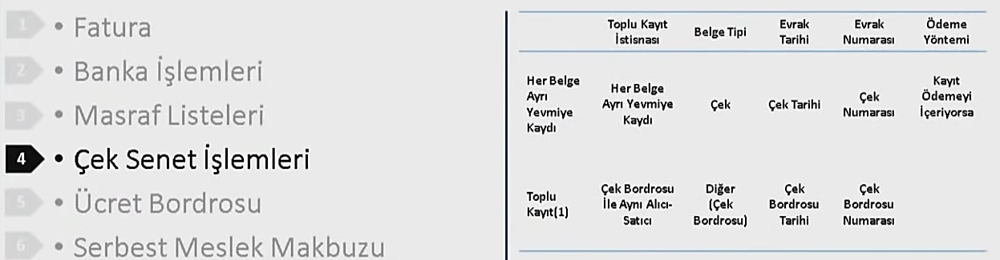 1 • Fatura
2 • Banka İşlemleri
3 • Masraf Listeleri
4 • Çek Senet İşlemleri
5 • Ücret Bordrosu
6 • Serbest Meslek Makbuzu
Toplu Kayıt
İstisnası
Belge Tipi
Evrak
Tarihi
Evrak
Numarası
Ödeme
Yöntemi
Her Belge
Ayrı
Yevmiye
Kaydı
Her Belge
Ayrı Yevmiye
Kaydı
Çek
Çek Tarihi
Çek
Numarası
Kayıt
Ödemeyi
İçeriyorsa
Toplu
Kayıt(1)
Çek Bordrosu
İle Aynı Alıcı-
Satıcı
Diğer
(Çek
Bordrosu)
Çek
Bordrosu
Tarihi
Çek
Bordrosu
Numarası